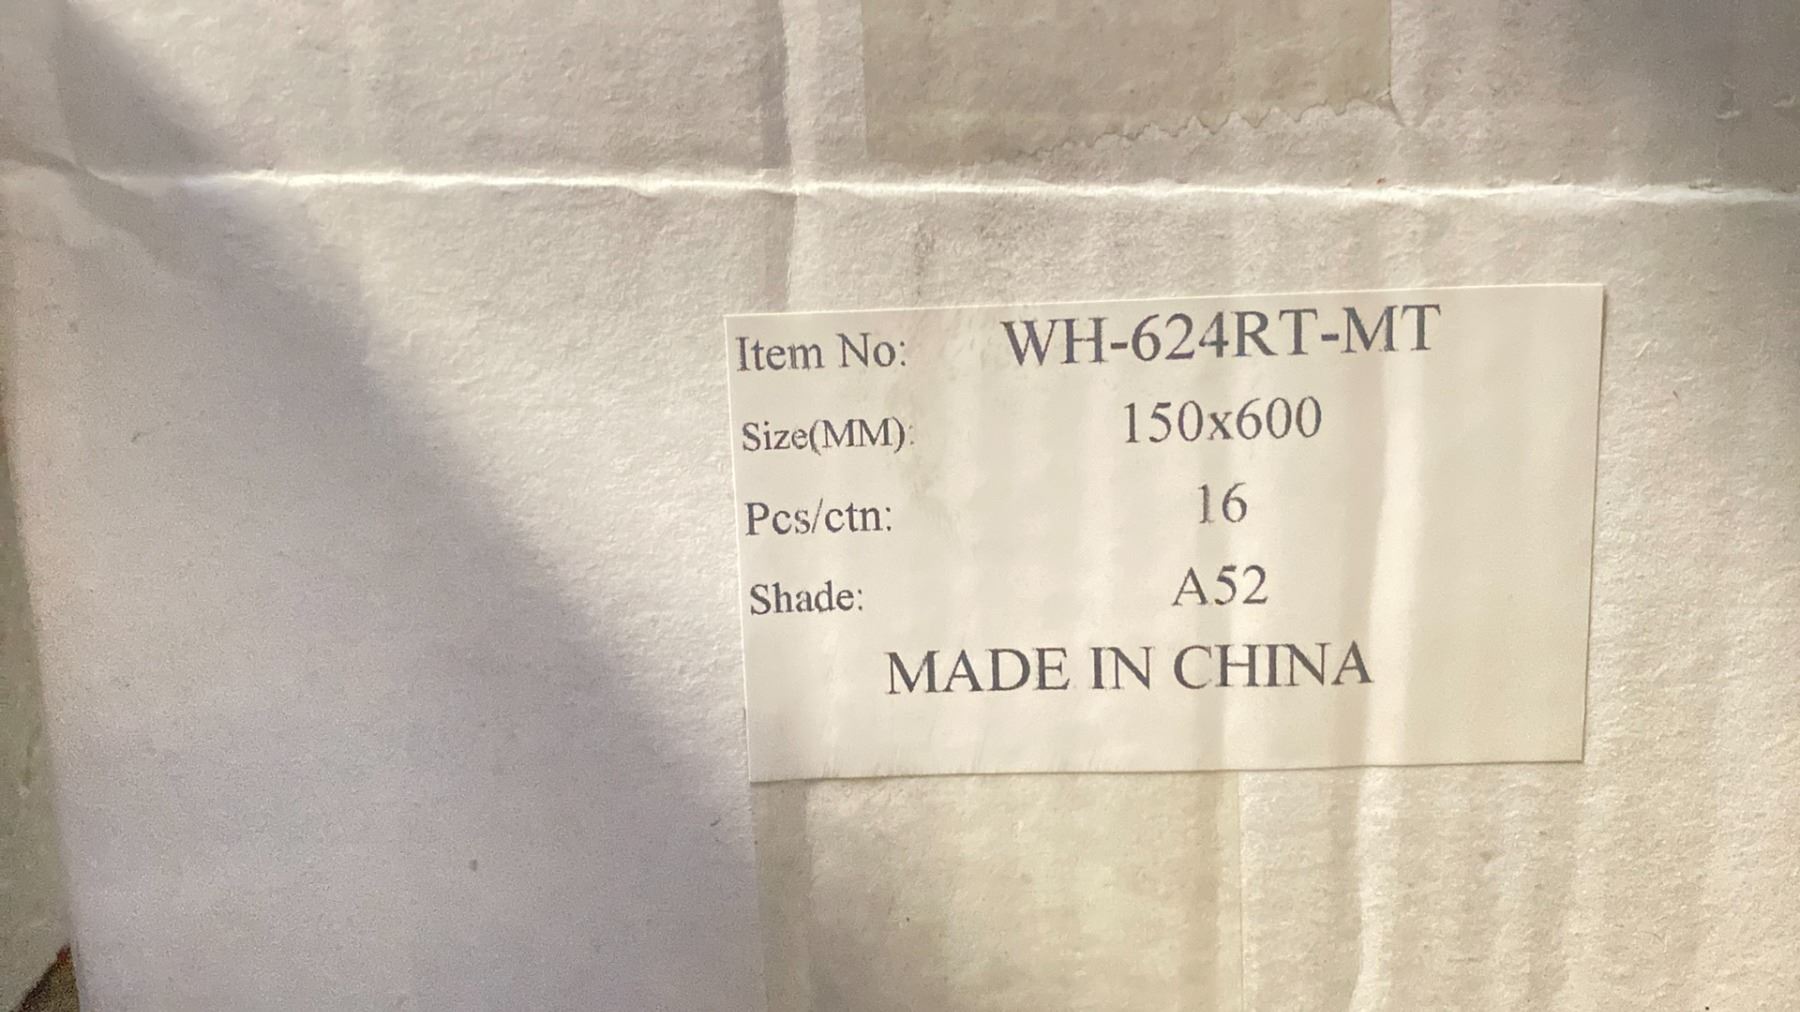 Item No: WH-624RT-MT
Size(MM): 150x600
Pcs/ctn: 16
Shade: A52
MADE IN CHINA